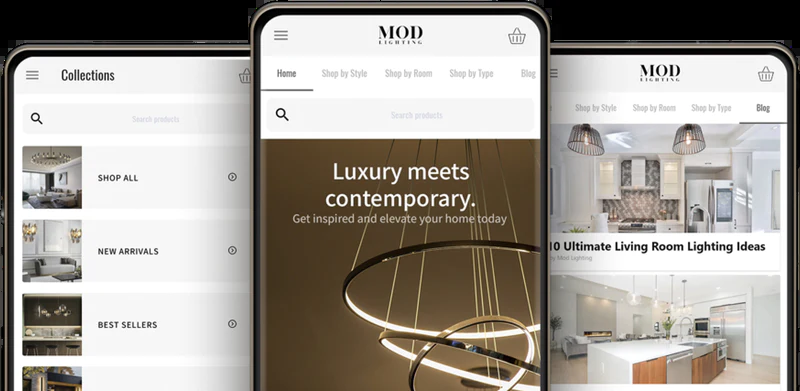 Collections
Search products
SHOP ALL
NEW ARRIVALS
BEST SELLERS
MOD
LIGHTING
Home Shop by Style Shop by Room Shop by Type Blog
Search products
Luxury meets
contemporary.
Get inspired and elevate your home today
MOD
LIGHTING
Shop by Style Shop by Room Shop by Type Blog
10 Ultimate Living Room Lighting Ideas
by Mod Lighting